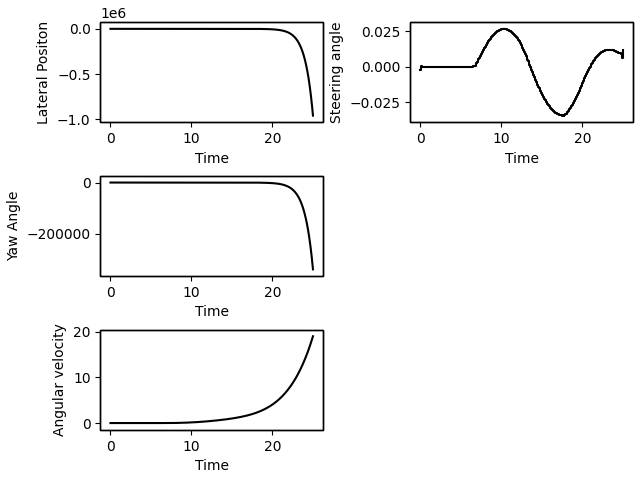 1e6
Lateral Positon
0.0
−0.5
−1.0
0 10 20
Time
Steering angle
0.025
0.000
−0.025
0 10 20
Time
Yaw Angle
0
−200000
0 10 20
Time
Angular velocity
20
10
0
0 10 20
Time